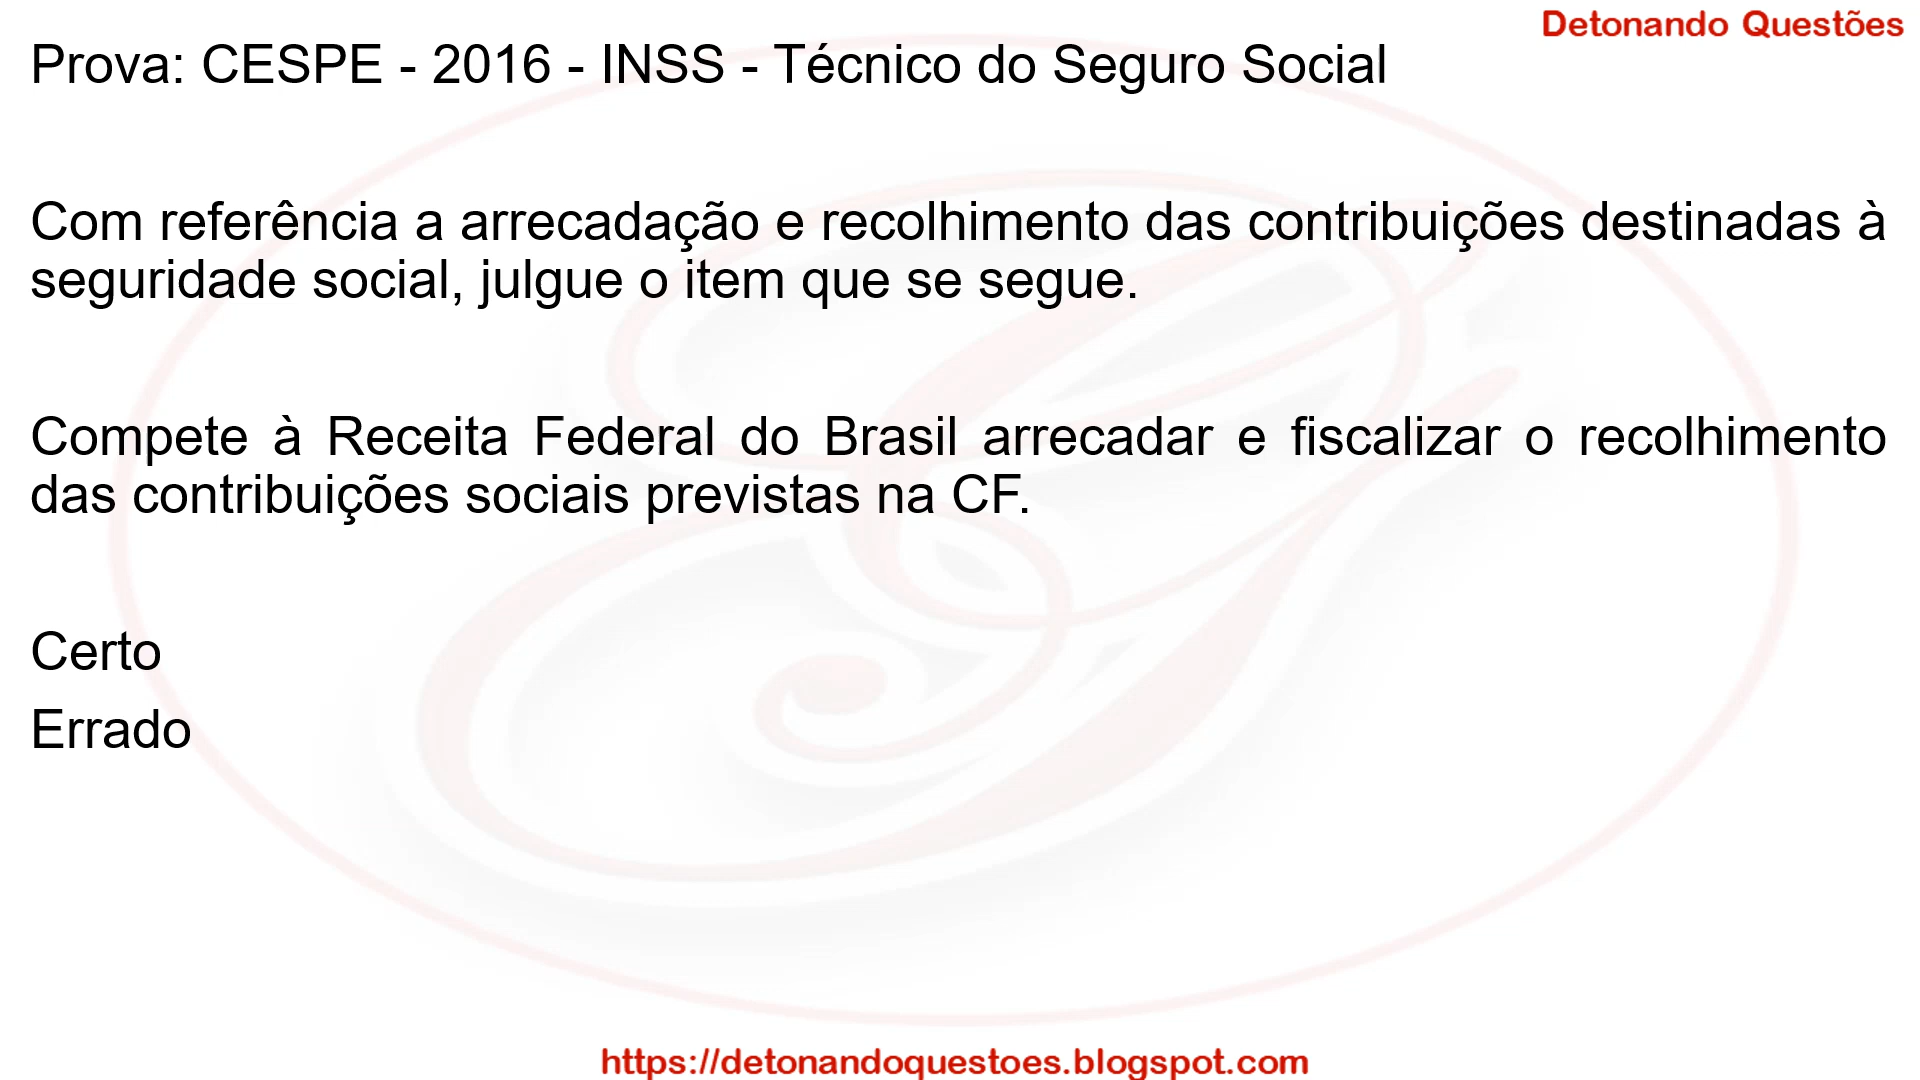 Detonando Questões
Prova: CESPE - 2016 - INSS - Técnico do Seguro Social
Com referência a arrecadação e recolhimento das contribuições destinadas à
seguridade social, julgue o item que se segue.
Compete à Receita Federal do Brasil arrecadar e fiscalizar o recolhimento
das contribuições sociais previstas na CF.
Certo
Errado
https://detonandoquestoes.blogspot.com